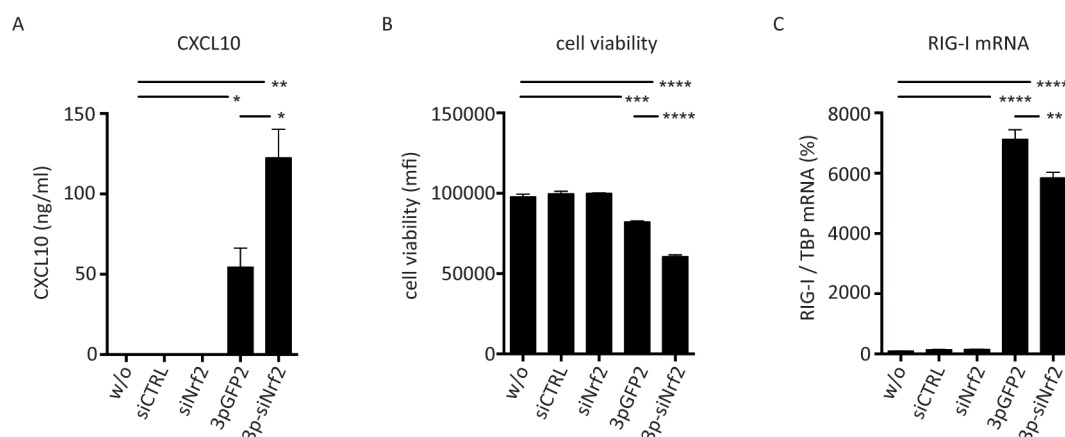 A
CXCL10
**
*
*
150
100
50
0
CXCL10 (ng/ml)
w/o
siCTRL
siNrf2
3pGFP2
3p-siNrf2
B
cell viability
****
***
****
150000
100000
50000
0
cell viability (mfi)
w/o
siCTRL
siNrf2
3pGFP2
3p-siNrf2
C
RIG-I mRNA
****
****
**
8000
6000
4000
2000
0
RIG-I / TBP mRNA (%)
w/o
siCTRL
siNrf2
3pGFP2
3p-siNrf2